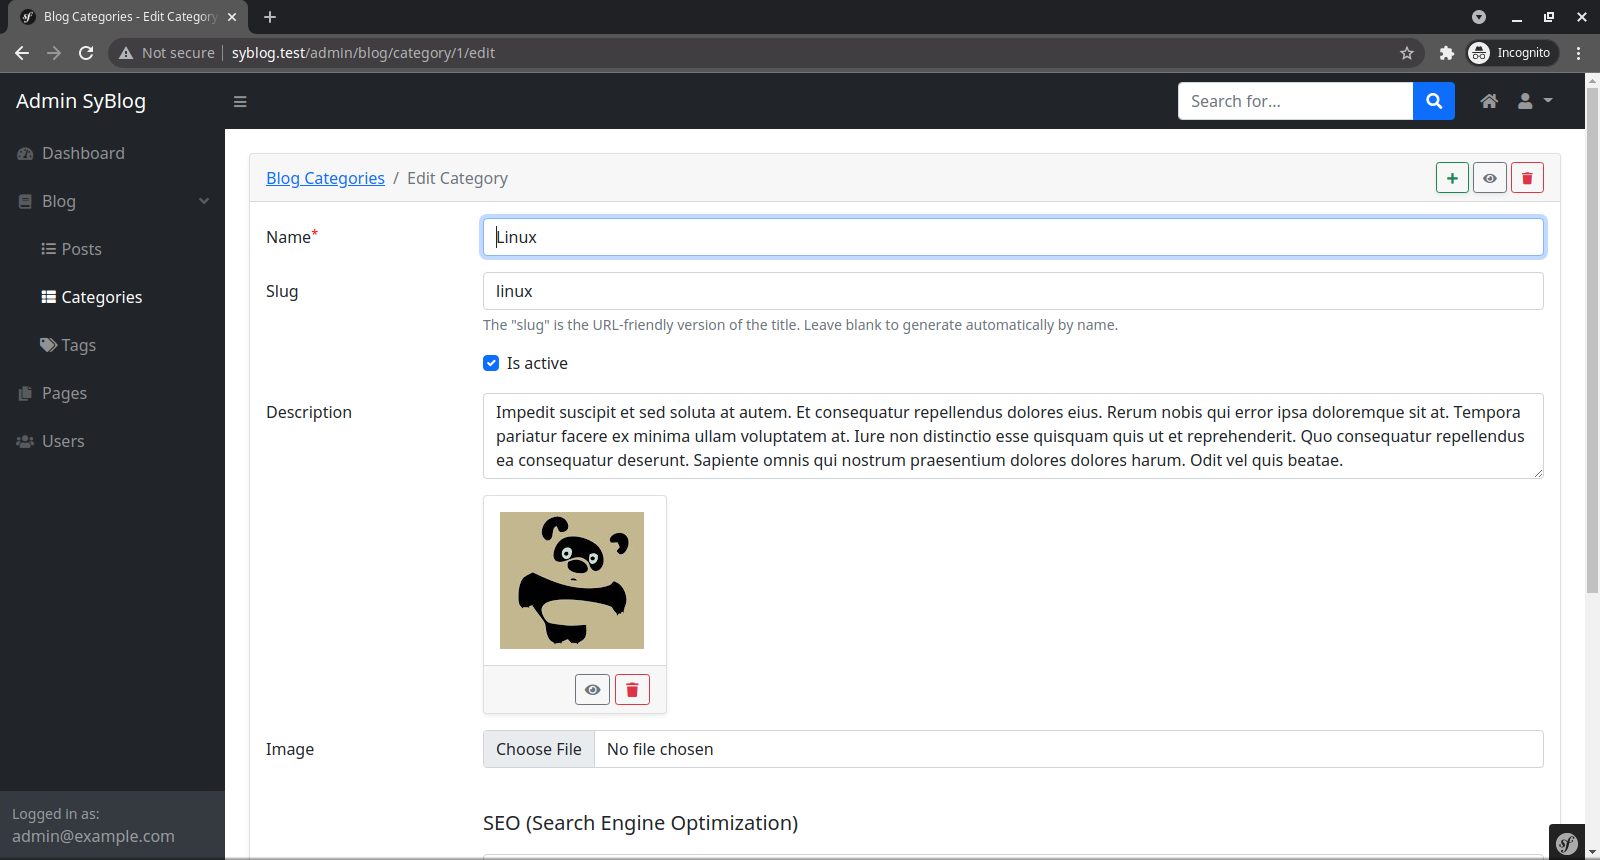 Blog Categories - Edit Category
Not secure
syblog.test/admin/blog/category/1/edit
Incognito
Admin SyBlog
Search for...
Dashboard
Blog
Posts
Categories
Tags
Pages
Users
Logged in as:
admin@example.com
Blog Categories / Edit Category
Name*
Linux
Slug
linux
The "slug" is the URL-friendly version of the title. Leave blank to generate automatically by name.
Is active
Description
Impedit suscipit et sed soluta at autem. Et consequatur repellendus dolores eius. Rerum nobis qui error ipsa doloremque sit at. Tempora
pariatur facere ex minima ullam voluptatem at. Iure non distinctio esse quisquam quis ut et reprehenderit. Quo consequatur repellendus
ea consequatur deserunt. Sapiente omnis qui nostrum praesentium dolores dolores harum. Odit vel quis beatae.
Image
Choose File
No file chosen
SEO (Search Engine Optimization)
sf